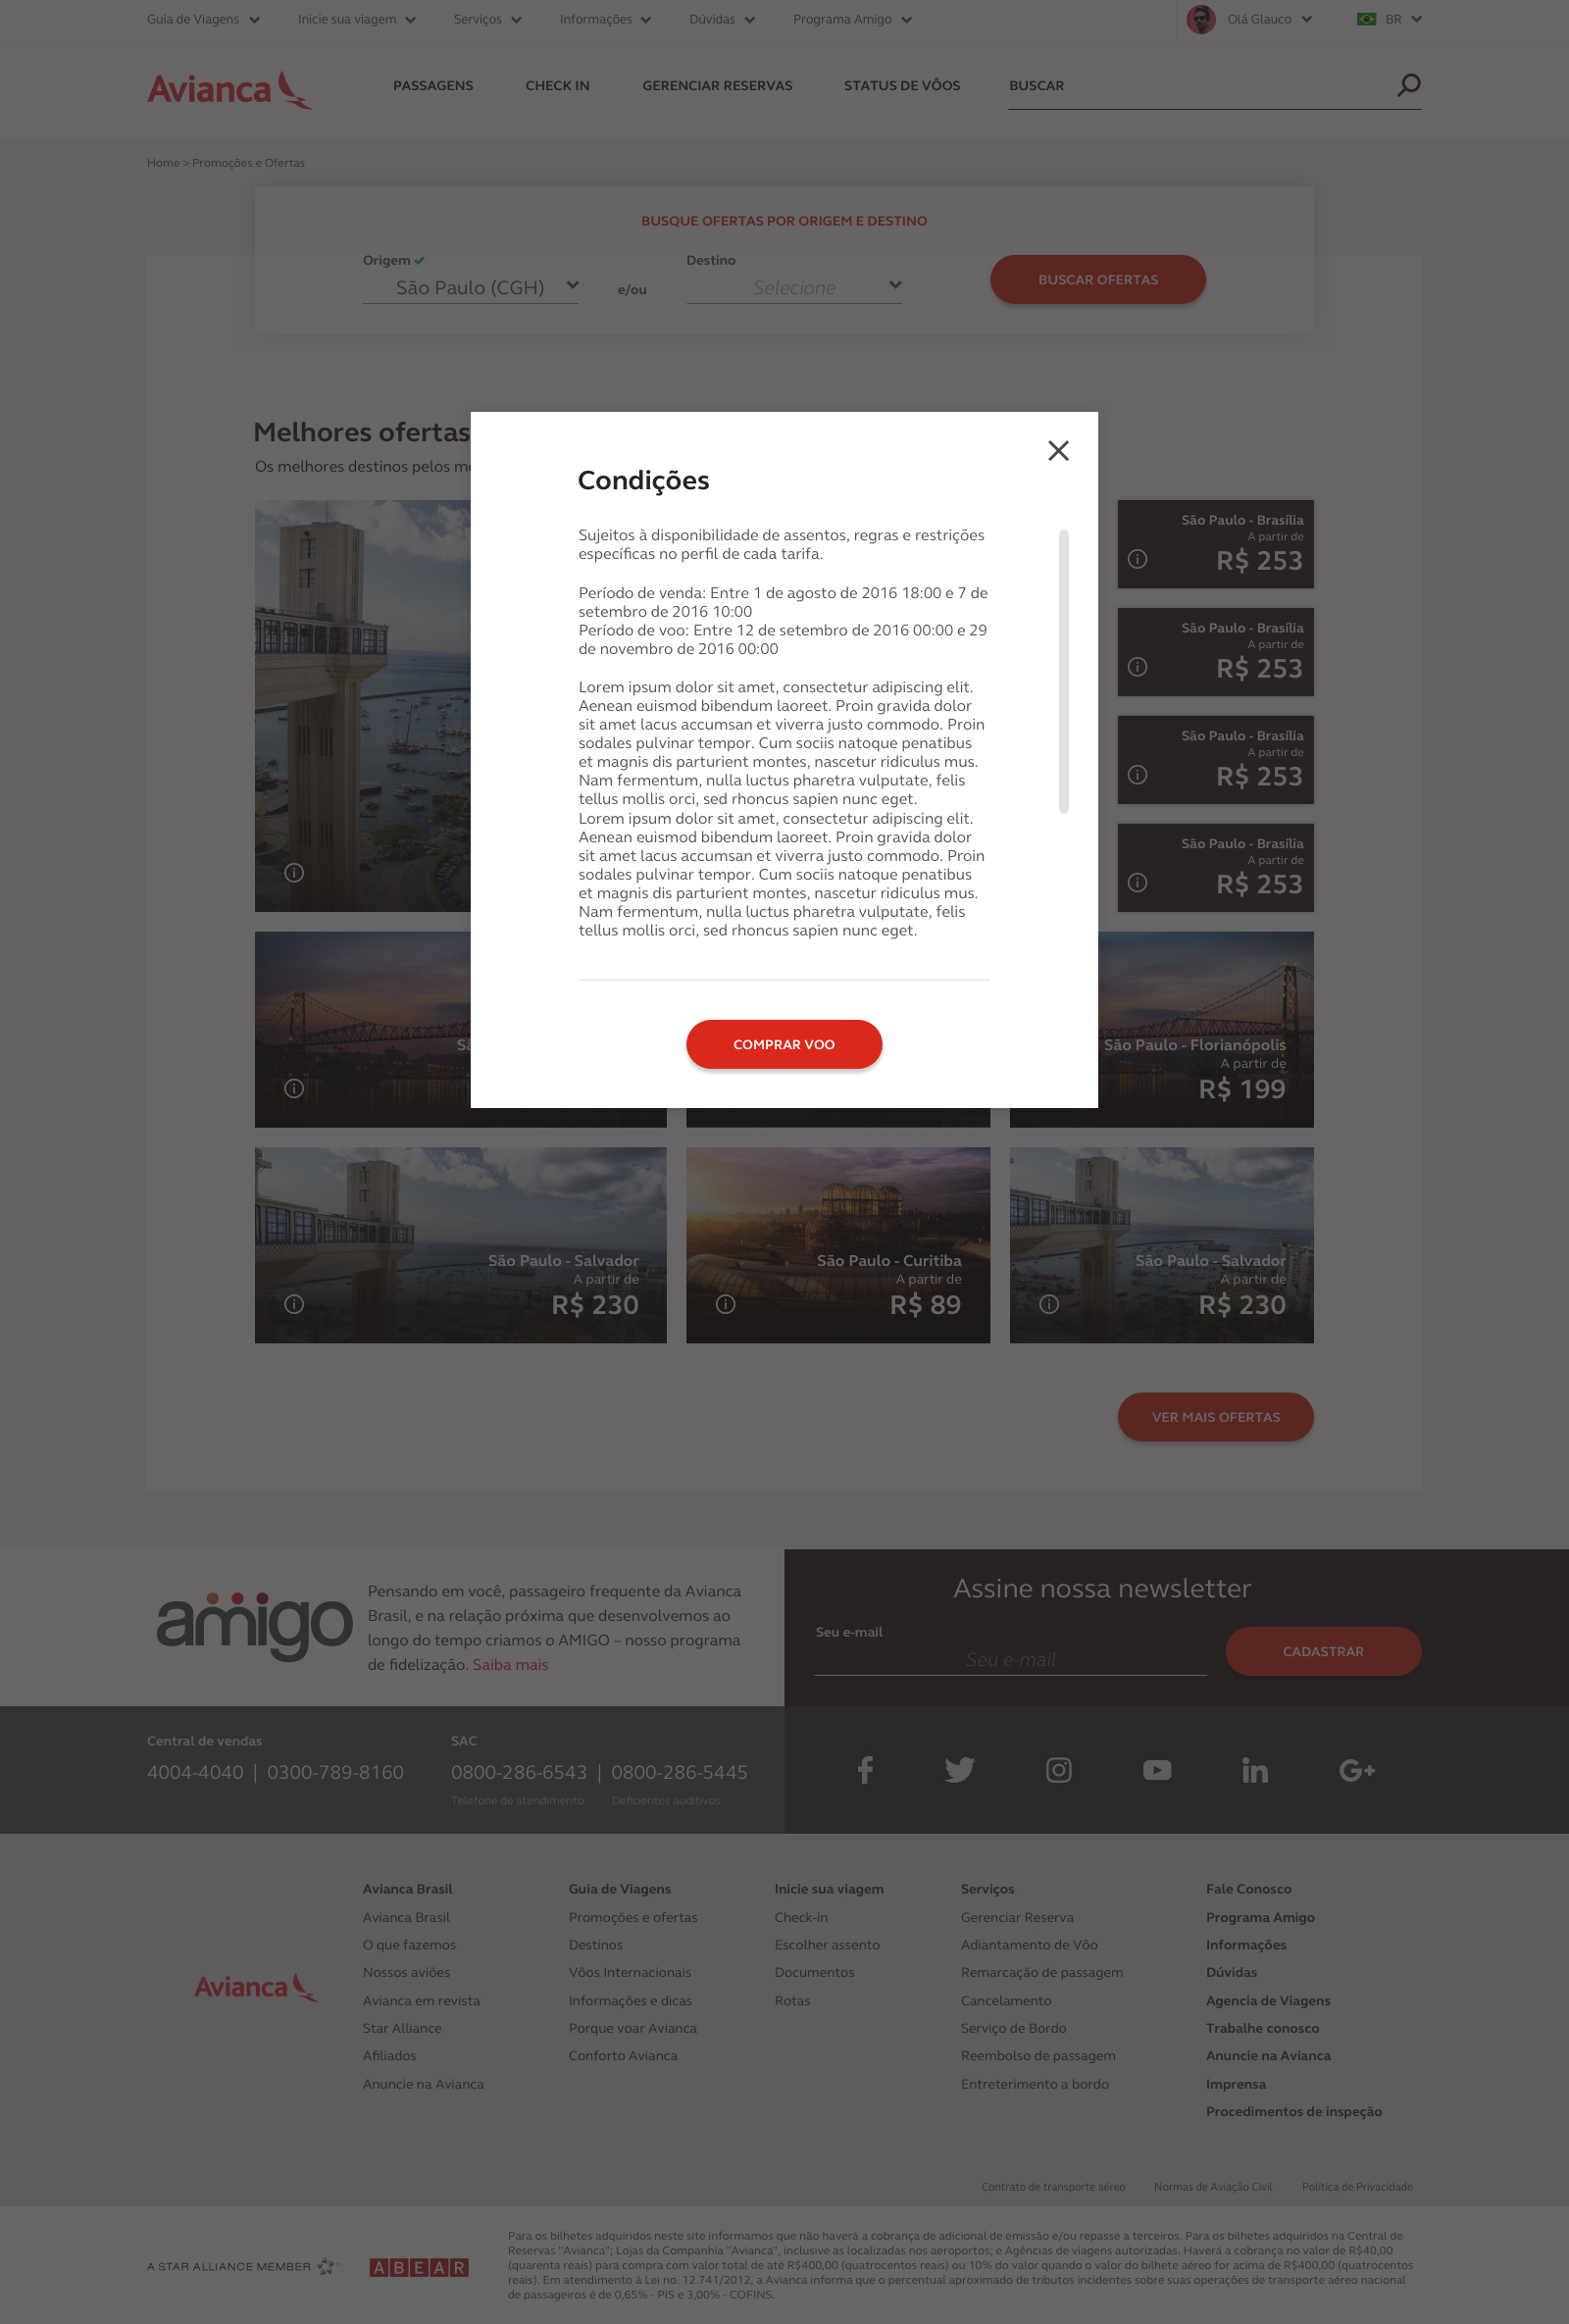 Guia de Viagens Inicie sua viagem Serviços Informações Dúvidas Programa Amigo Olá Glauco BR
Avianca PASSAGENS CHECK IN GERENCIAR RESERVAS STATUS DE VÔOS BUSCAR
Home > Promoções e Ofertas
BUSQUE OFERTAS POR ORIGEM E DESTINO
Origem Destino
São Paulo (CGH) e/ou Selecione BUSCAR OFERTAS
Melhores ofertas
Os melhores destinos pelos
Condições
Sujeitos à disponibilidade de assentos, regras e restrições
específicas no perfil de cada tarifa.
Período de venda: Entre 1 de agosto de 2016 18:00 e 7 de
setembro de 2016 10:00
Período de voo: Entre 12 de setembro de 2016 00:00 e 29
de novembro de 2016 00:00
Lorem ipsum dolor sit amet, consectetur adipiscing elit.
Aenean euismod bibendum laoreet. Proin gravida dolor
sit amet lacus accumsan et viverra justo commodo. Proin
sodales pulvinar tempor. Cum sociis natoque penatibus
et magnis dis parturient montes, nascetur ridiculus mus.
Nam fermentum, nulla luctus pharetra vulputate, felis
tellus mollis orci, sed rhoncus sapien nunc eget.
Lorem ipsum dolor sit amet, consectetur adipiscing elit.
Aenean euismod bibendum laoreet. Proin gravida dolor
sit amet lacus accumsan et viverra justo commodo. Proin
sodales pulvinar tempor. Cum sociis natoque penatibus
et magnis dis parturient montes, nascetur ridiculus mus.
Nam fermentum, nulla luctus pharetra vulputate, felis
tellus mollis orci, sed rhoncus sapien nunc eget.
COMPRAR VOO
São Paulo - Brasília
A partir de
R$ 253
São Paulo - Brasília
A partir de
R$ 253
São Paulo - Brasília
A partir de
R$ 253
São Paulo - Brasília
A partir de
R$ 253
São Paulo - Florianópolis
A partir de
R$ 199
São Paulo - Salvador
A partir de
R$ 230
São Paulo - Curitiba
A partir de
R$ 89
São Paulo - Salvador
A partir de
R$ 230
VER MAIS OFERTAS
amigo
Pensando em você, passageiro frequente da Avianca
Brasil, e na relação próxima que desenvolvemos ao
longo do tempo criamos o AMIGO – nosso programa
de fidelização. Saiba mais
Assine nossa newsletter
Seu e-mail
Seu e-mail
CADASTRAR
Central de vendas
4004-4040 | 0300-789-8160
SAC
0800-286-6543 | 0800-286-5445
Telefone de atendimento Deficientes auditivos
Avianca
Avianca Brasil
Avianca Brasil
O que fazemos
Nossos aviões
Avianca em revista
Star Alliance
Afiliados
Anuncie na Avianca
Guia de Viagens
Promoções e ofertas
Destinos
Vôos Internacionais
Informações e dicas
Porque voar Avianca
Conforto Avianca
Inicie sua viagem
Check-in
Escolher assento
Documentos
Rotas
Serviços
Gerenciar Reserva
Adiantamento de Vôo
Remarcação de passagem
Cancelamento
Serviço de Bordo
Reembolso de passagem
Entreterimento a bordo
Fale Conosco
Programa Amigo
Informações
Dúvidas
Agencia de Viagens
Trabalhe conosco
Anuncie na Avianca
Imprensa
Procedimentos de inspeção
Contrato de transporte aéreo Normas de Aviação Civil Política de Privacidade
A STAR ALLIANCE MEMBER
ABEAR
Para os bilhetes adquiridos neste site informamos que não haverá a cobrança de adicional de emissão e/ou repasse a terceiros. Para os bilhetes adquiridos na Central de
Reservas "Avianca"; Lojas da Companhia "Avianca", inclusive as localizadas nos aeroportos; e Agências de viagens autorizadas. Haverá a cobrança no valor de R$40,00
(quarenta reais) para compra com valor total de até R$400,00 (quatrocentos reais) ou 10% do valor quando o valor do bilhete aéreo for acima de R$400,00 (quatrocentos
reais). Em atendimento à Lei no. 12.741/2012, a Avianca informa que o percentual aproximado de tributos incidentes sobre suas operações de transporte aéreo nacional
de passageiros é de 0,65% - PIS e 3,00% - COFINS.